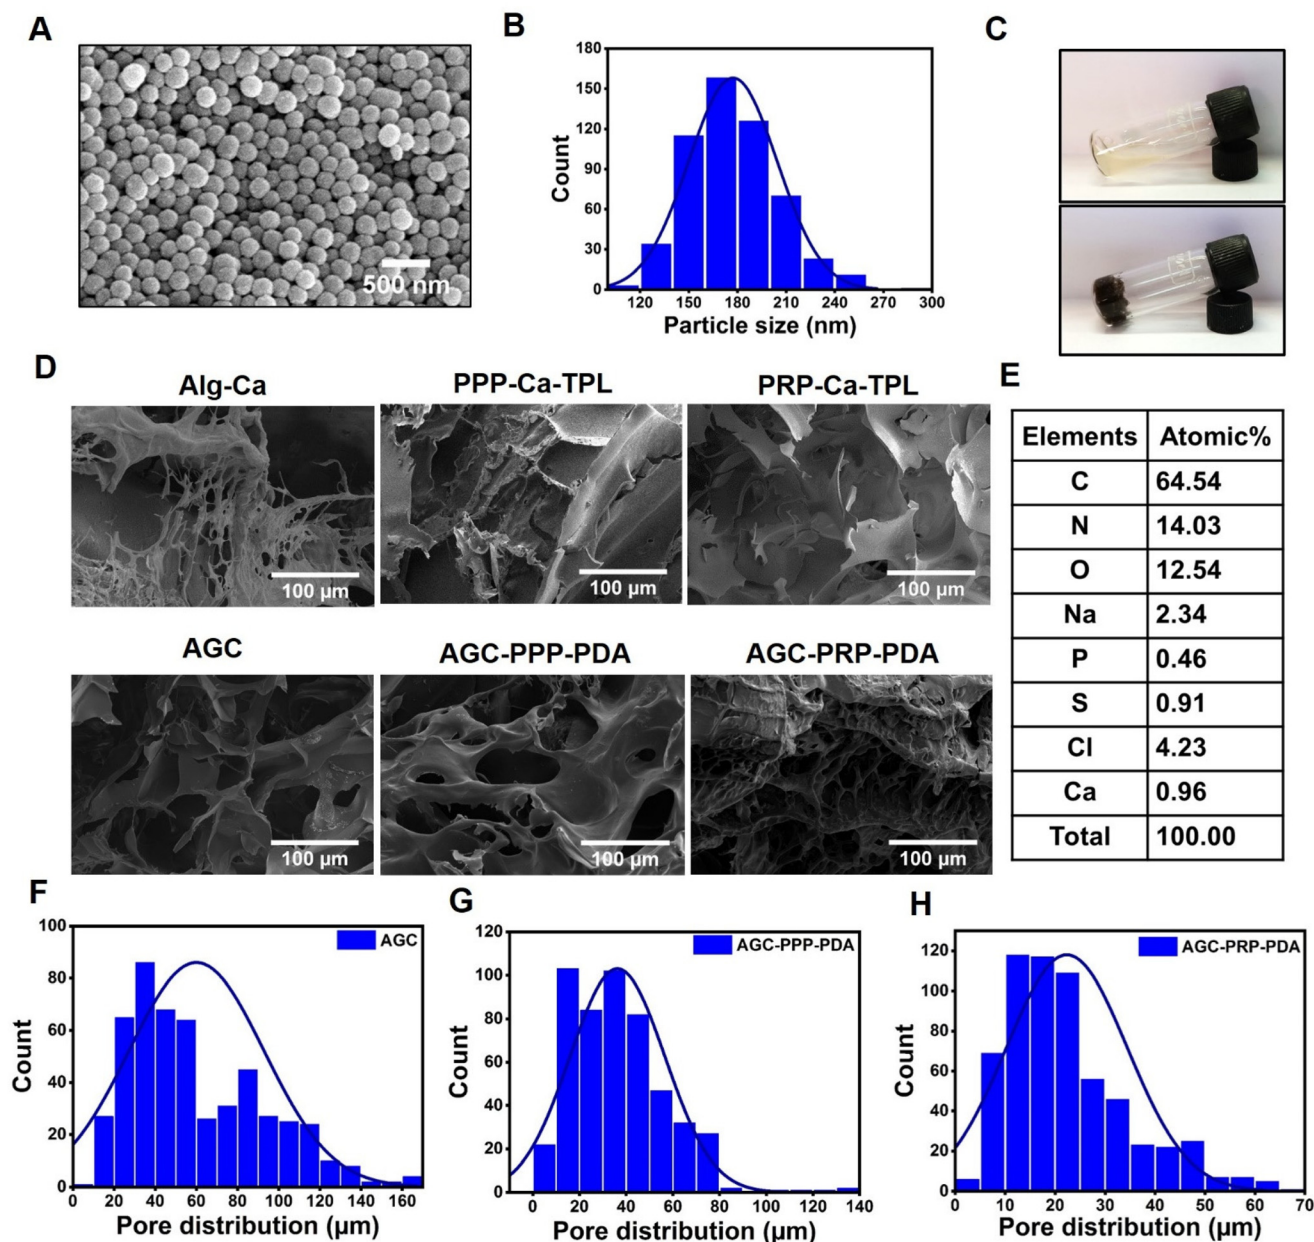 A
500 nm
B
180
150
120
90
60
30
0
Count
120 150 180 210 240 270 300
Particle size (nm)
C
D
Alg-Ca
PPP-Ca-TPL
PRP-Ca-TPL
100 µm
100 µm
100 µm
AGC
AGC-PPP-PDA
AGC-PRP-PDA
100 µm
100 µm
100 µm
E
Elements Atomic%
C 64.54
N 14.03
O 12.54
Na 2.34
P 0.46
S 0.91
Cl 4.23
Ca 0.96
Total 100.00
F
100
80
60
40
20
0
Count
AGC
0 20 40 60 80 100 120 140 160
Pore distribution (µm)
G
120
100
80
60
40
20
0
Count
AGC-PPP-PDA
0 20 40 60 80 100 120 140
Pore distribution (µm)
H
120
100
80
60
40
20
0
Count
AGC-PRP-PDA
0 10 20 30 40 50 60 70
Pore distribution (µm)